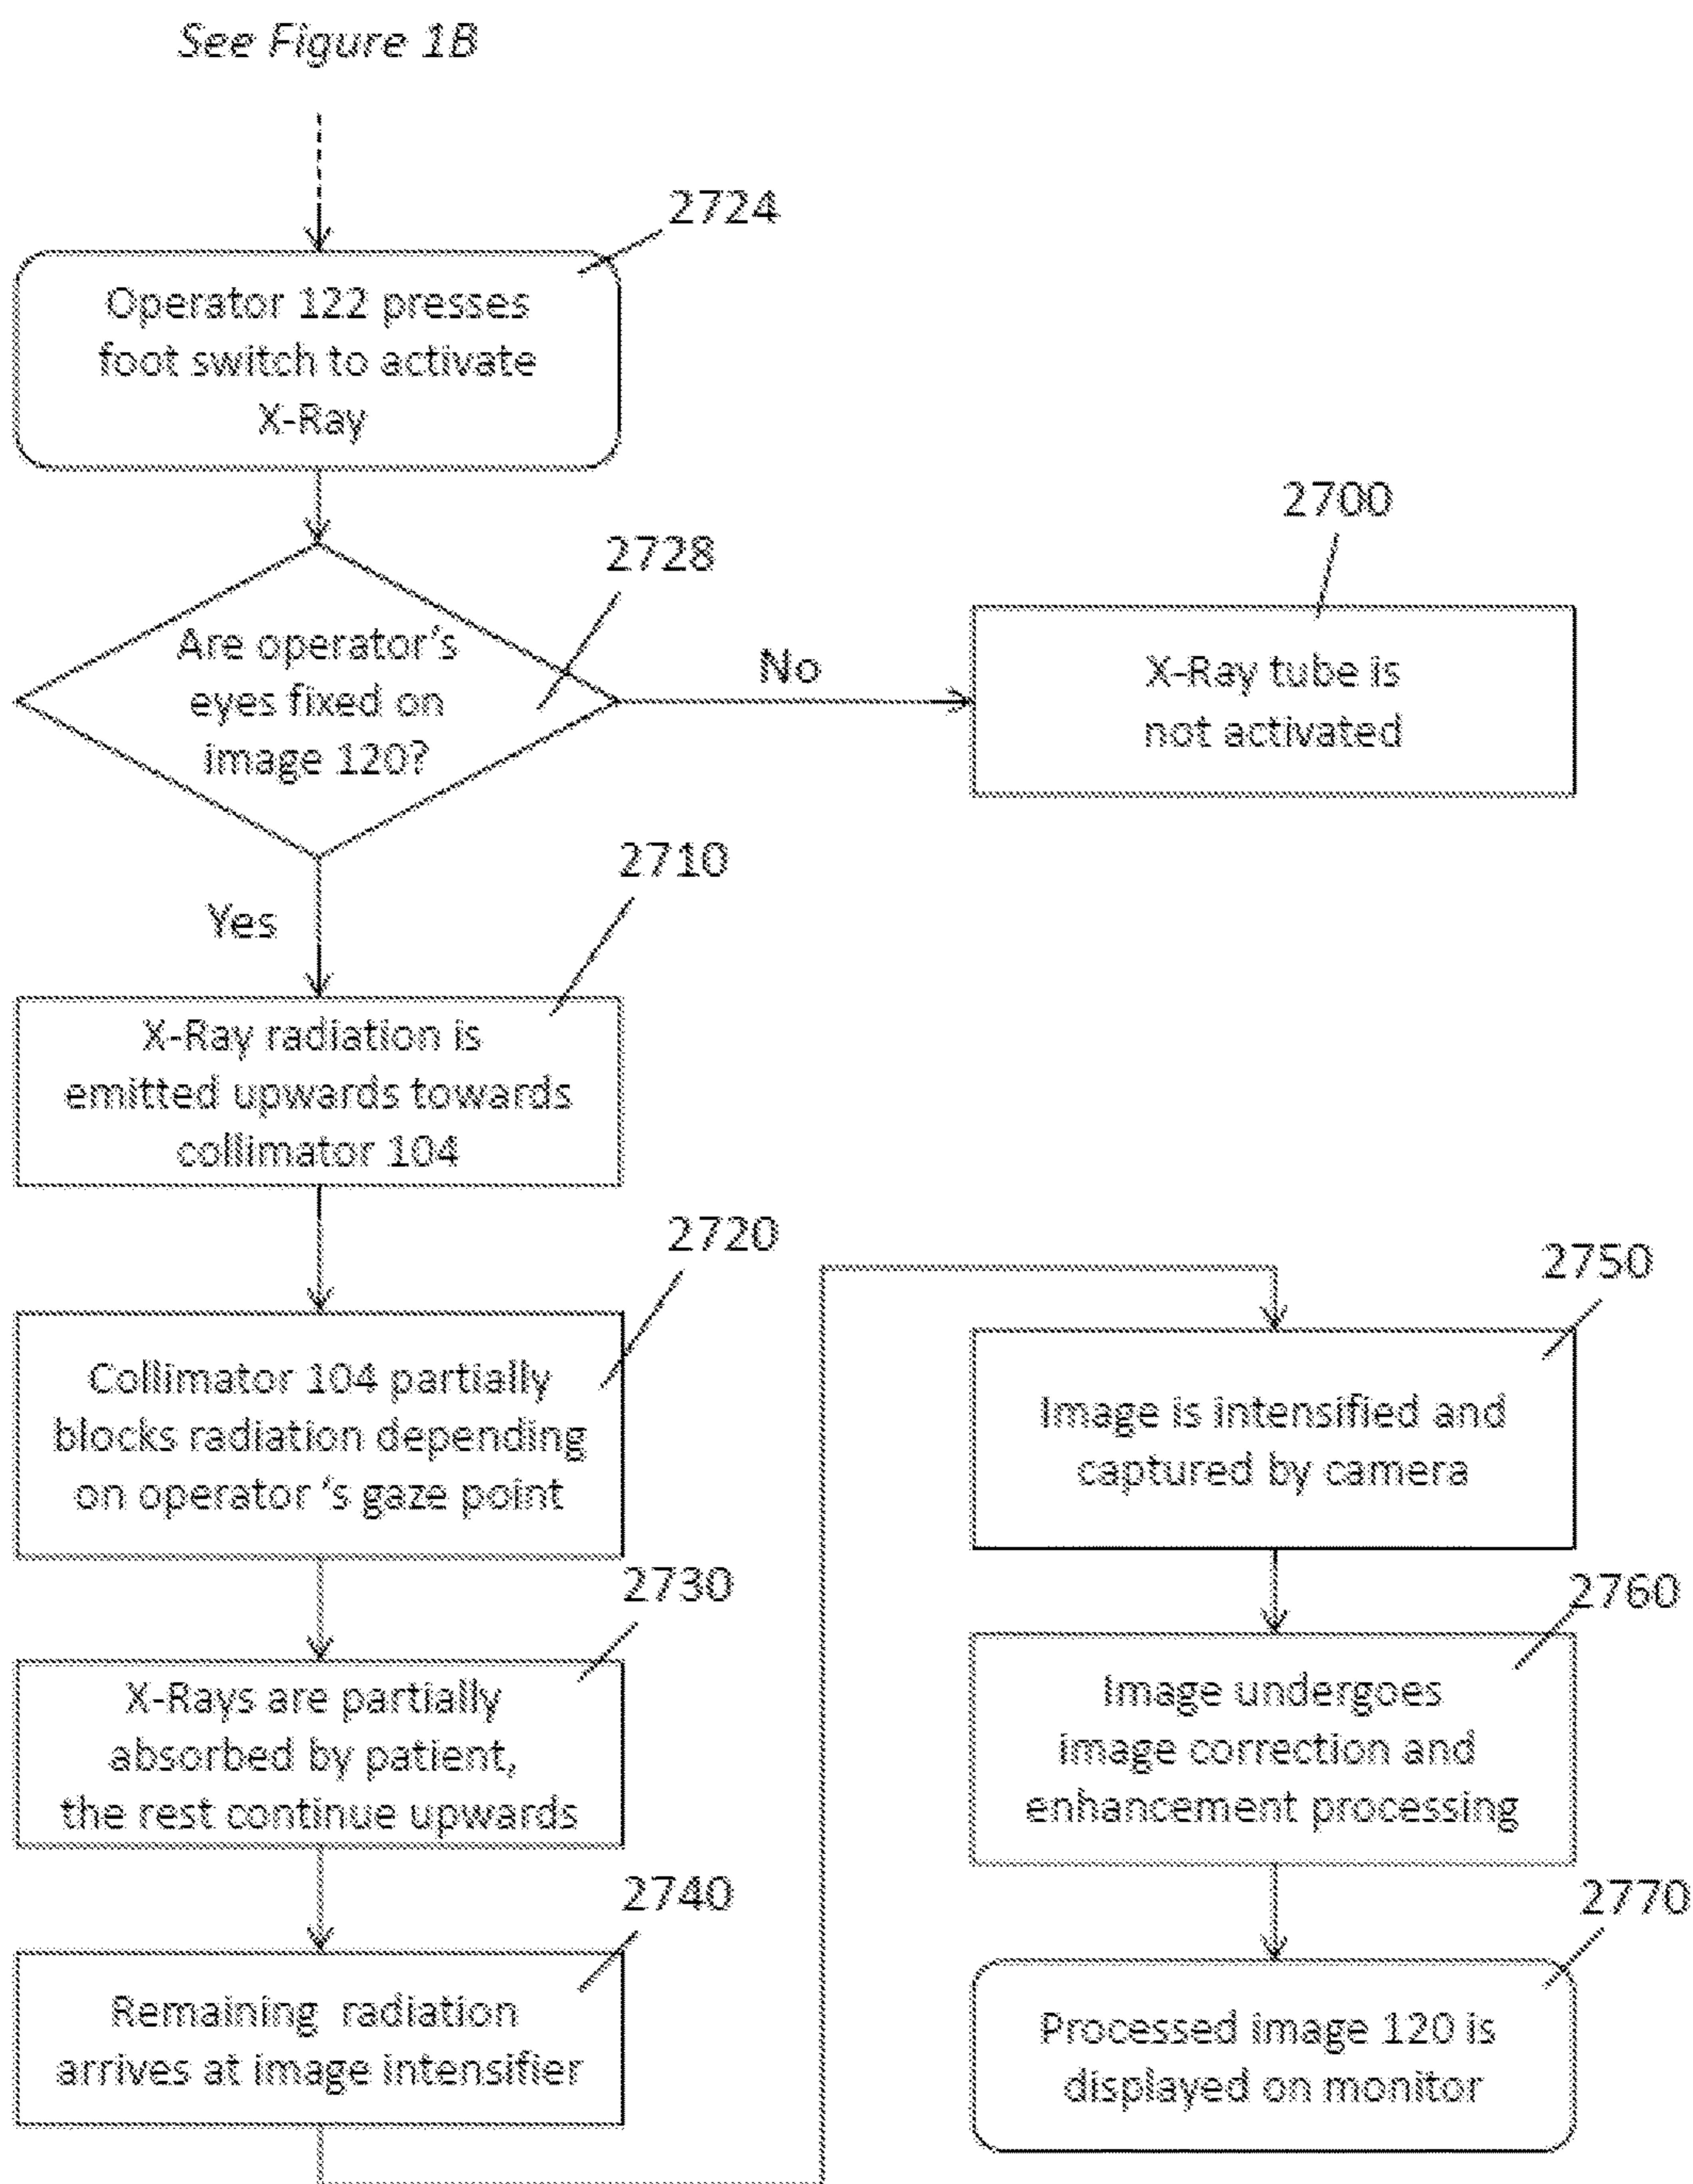 See Figure 1B
2724
Operator 122 presses
foot switch to activate
X-Ray
2728
Are operator's
eyes fixed on
image 120?
No
2700
X-Ray tube is
not activated
Yes
2710
X-Ray radiation is
emitted upwards towards
collimator 104
2720
Collimator 104 partially
blocks radiation depending
on operator 's gaze point
2730
X-Rays are partially
absorbed by patient,
the rest continue upwards
2740
Remaining radiation
arrives at image intensifier
2750
Image is intensified and
captured by camera
2760
Image undergoes
image correction and
enhancement processing
2770
Processed image 120 is
displayed on monitor